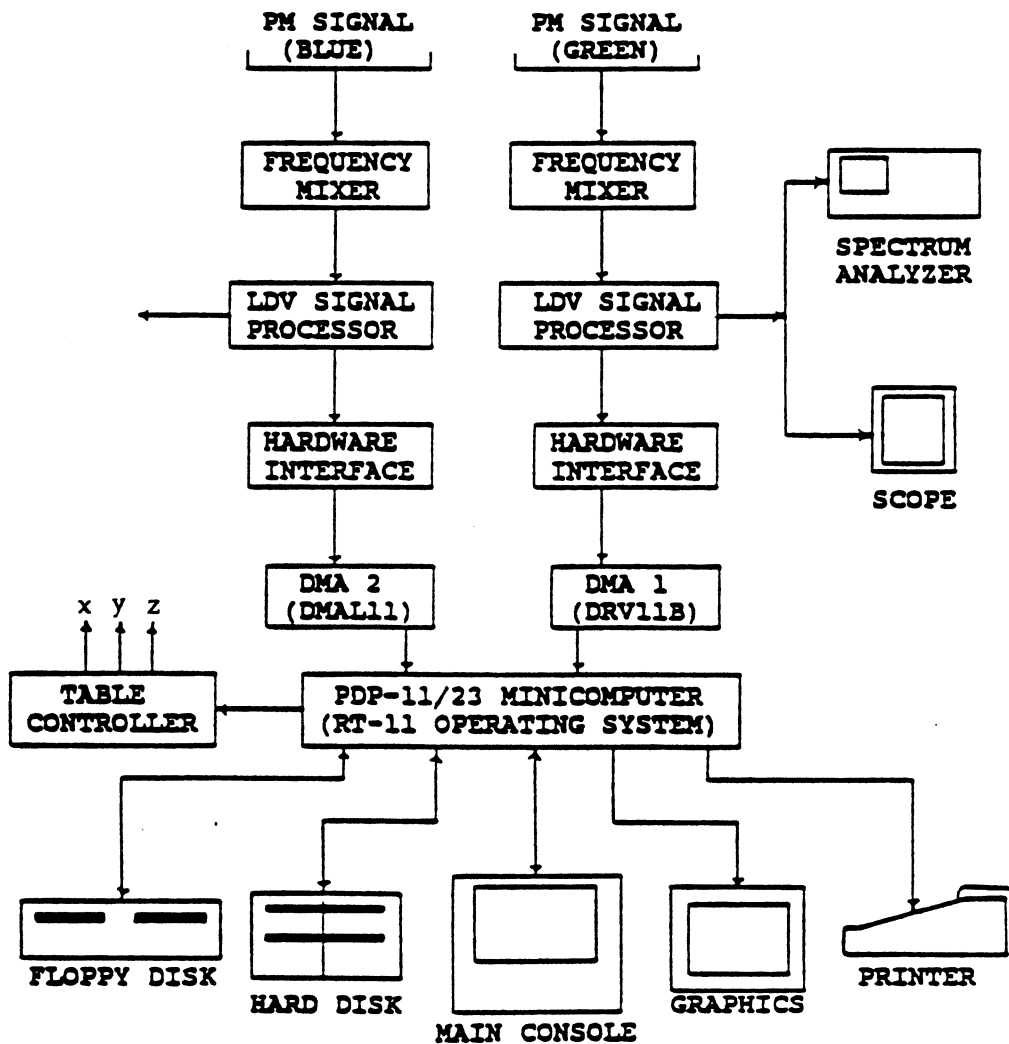 PM SIGNAL
(BLUE)
PM SIGNAL
(GREEN)
FREQUENCY
MIXER
FREQUENCY
MIXER
SPECTRUM
ANALYZER
LDV SIGNAL
PROCESSOR
LDV SIGNAL
PROCESSOR
HARDWARE
INTERFACE
HARDWARE
INTERFACE
SCOPE
DMA 2
(DMAL11)
DMA 1
(DRV11B)
x y z
TABLE
CONTROLLER
PDP-11/23 MINICOMPUTER
(RT-11 OPERATING SYSTEM)
FLOPPY DISK
HARD DISK
MAIN CONSOLE
GRAPHICS
PRINTER